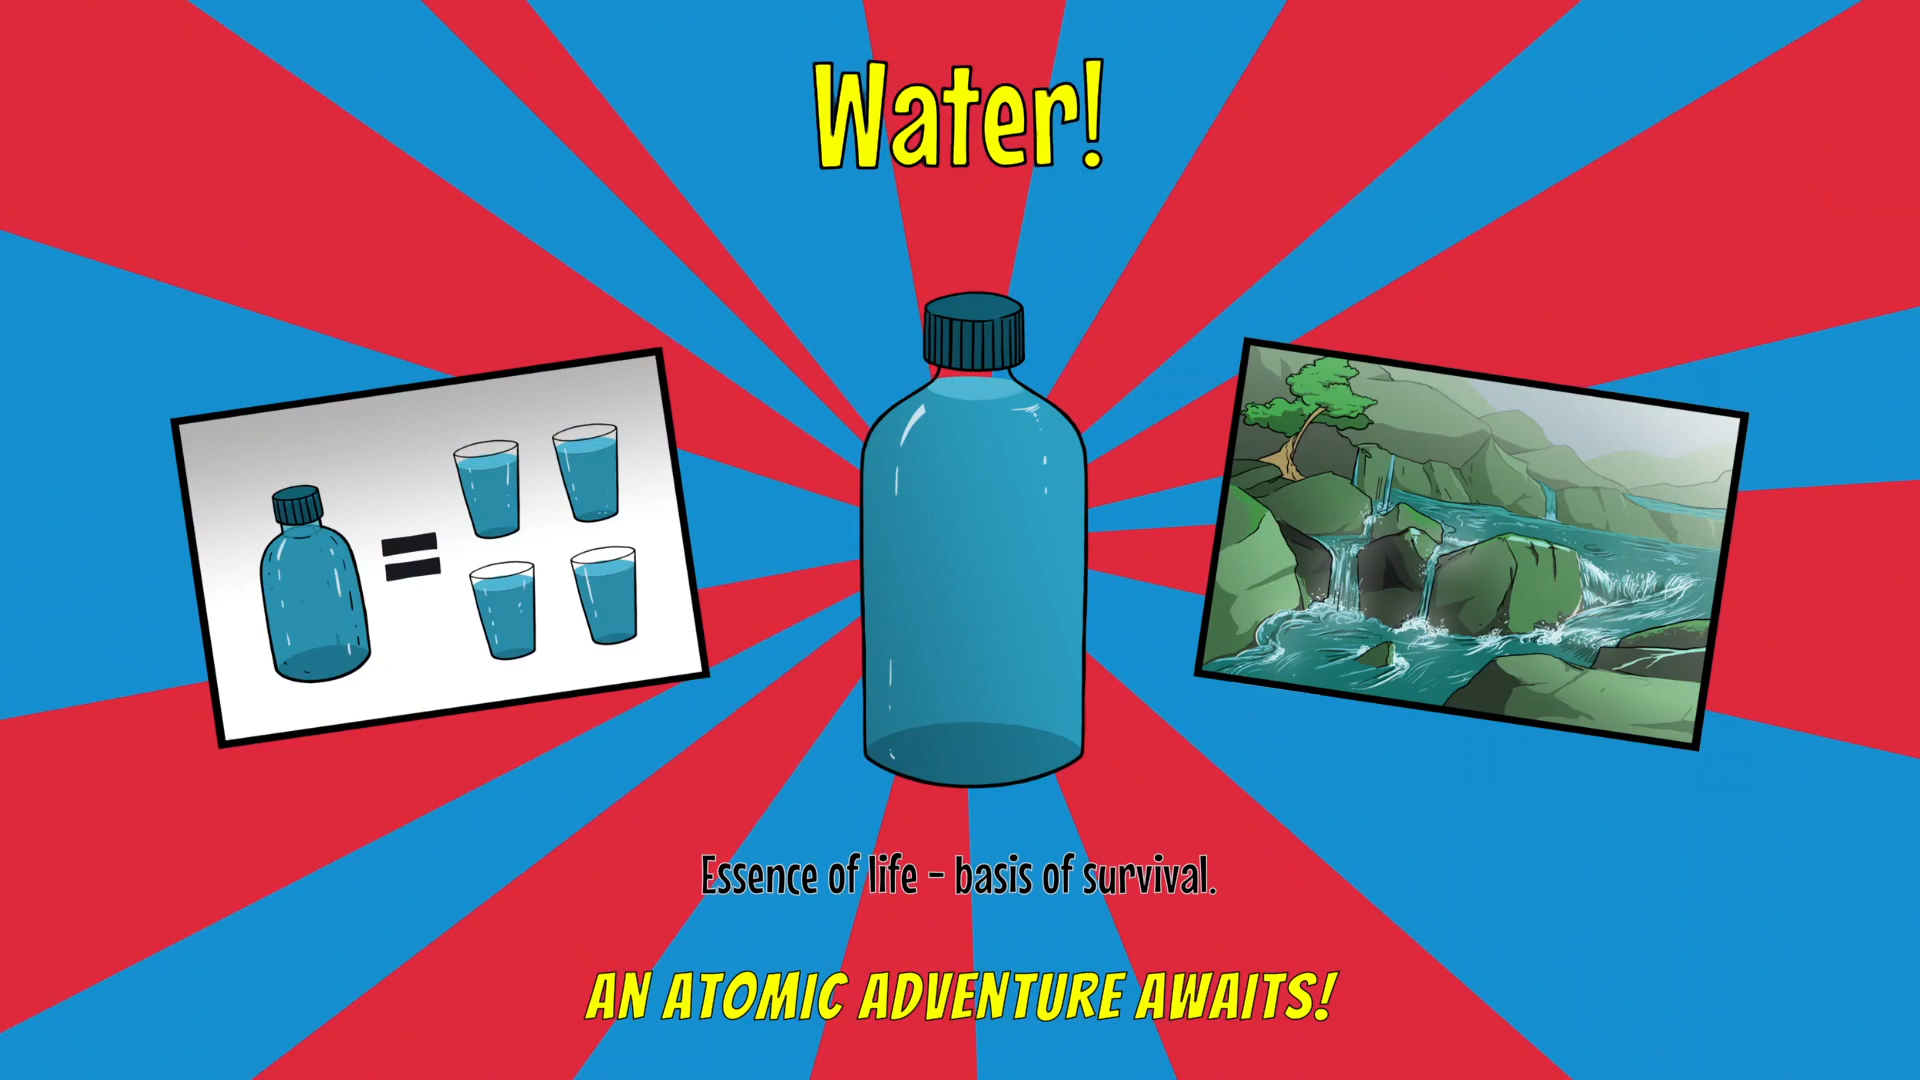 Water!
Essence of life - basis of survival.
AN ATOMIC ADVENTURE AWAITS!